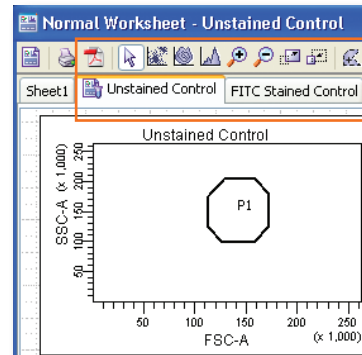 Normal Worksheet - Unstained Control
Sheet1 Unstained Control FITC Stained Control
Unstained Control
SSC-A (x 1,000)
250
200
150
100
50
P1
50 100 150 200 250
FSC-A (x 1,000)